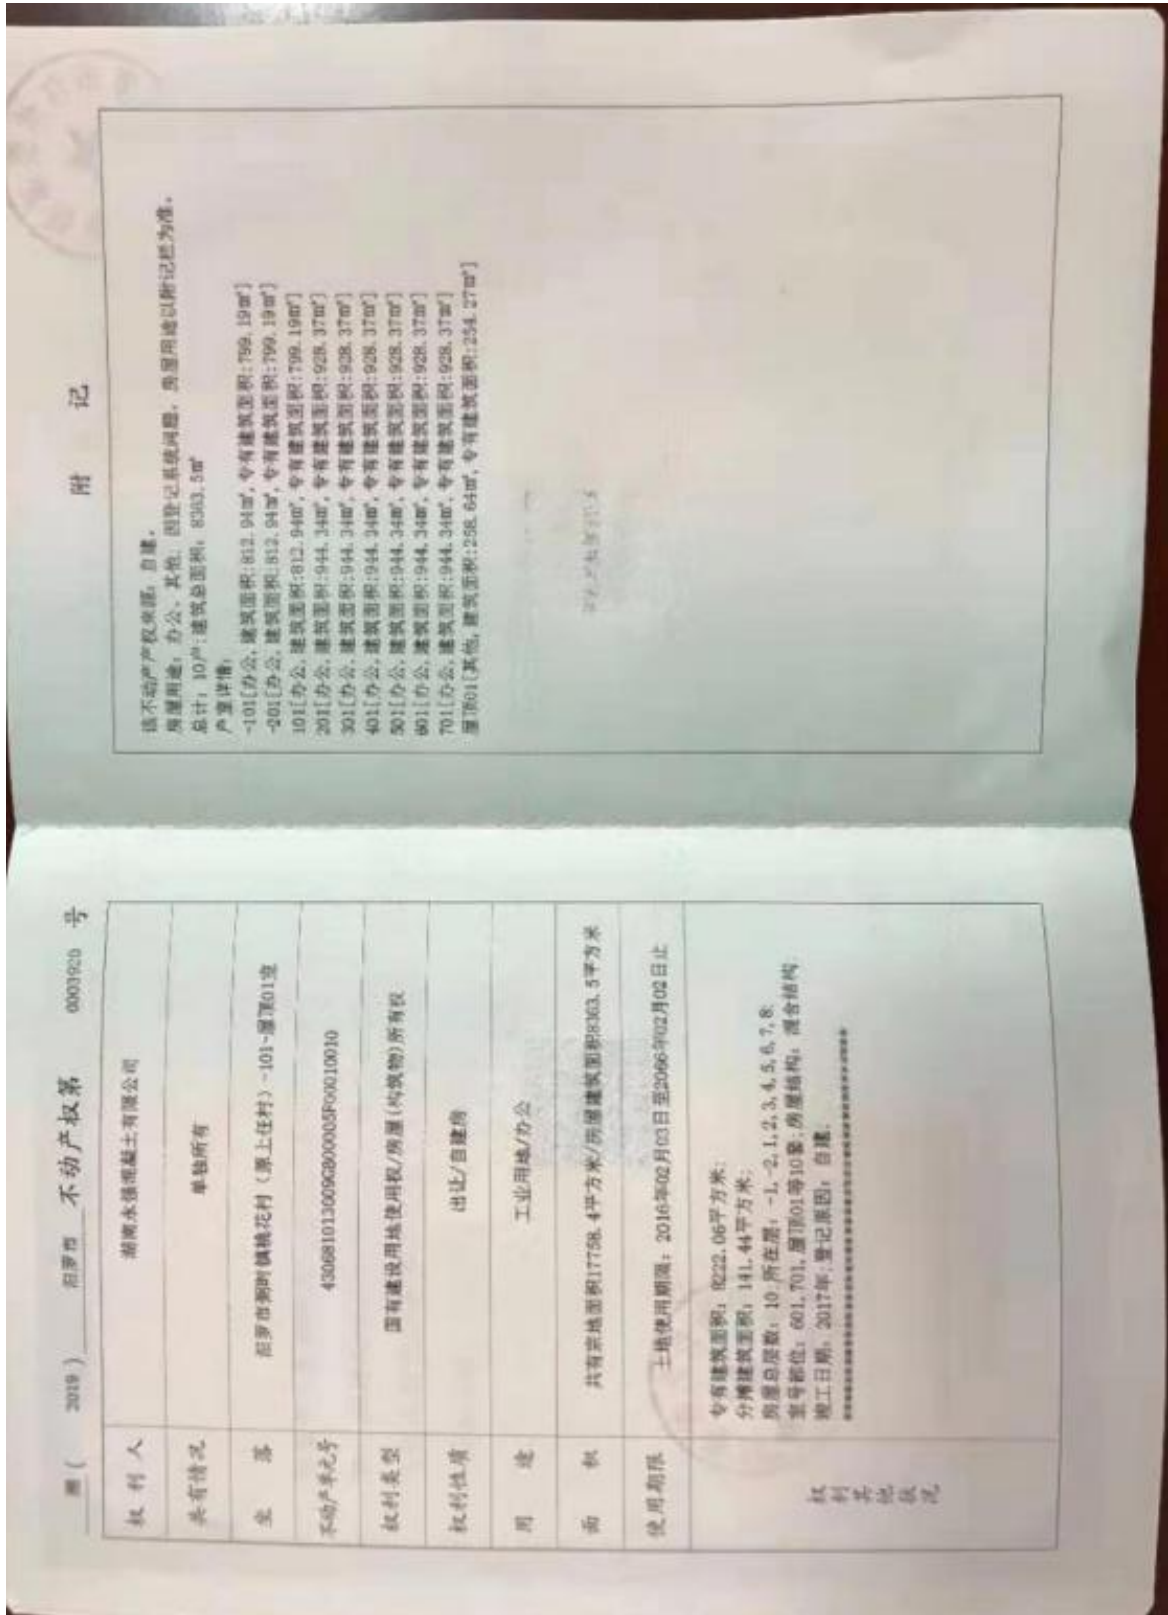 湘（ 2019 ） 汨罗市 不动产权第 0003920 号
权利人 湖南永强混凝土有限公司
共有情况 单独所有
坐落 汨罗市弼时镇桃花村（原上任村）-101-屋顶01室
不动产单元号 430681013009GB00005F00010010
权利类型 国有建设用地使用权/房屋(构筑物)所有权
权利性质 出让/自建房
用途 工业用地/办公
面积 共有宗地面积17758.4平方米/房屋建筑面积8363.5平方米
使用期限 土地使用期限：2016年02月03日至2066年02月02日止
权利其他状况
专有建筑面积：8222.06平方米；
分摊建筑面积：141.44平方米；
房屋总层数：10 所在层：-1,-2,1,2,3,4,5,6,7,8;
室号部位：601,701,屋顶01等10套;房屋结构：混合结构
竣工日期：2017年;登记原因：自建.
附 记
该不动产产权来源：自建。
房屋用途：办公、其他。因登记系统问题，房屋用途以附记栏为准。
总计：10户;建筑总面积：8363.5㎡
户室详情：
-101[办公,建筑面积:812.94㎡,专有建筑面积:799.19㎡]
-201[办公,建筑面积:812.94㎡,专有建筑面积:799.19㎡]
101[办公,建筑面积:812.94㎡,专有建筑面积:799.19㎡]
201[办公,建筑面积:944.34㎡,专有建筑面积:928.37㎡]
301[办公,建筑面积:944.34㎡,专有建筑面积:928.37㎡]
401[办公,建筑面积:944.34㎡,专有建筑面积:928.37㎡]
501[办公,建筑面积:944.34㎡,专有建筑面积:928.37㎡]
601[办公,建筑面积:944.34㎡,专有建筑面积:928.37㎡]
701[办公,建筑面积:944.34㎡,专有建筑面积:928.37㎡]
屋顶01[其他,建筑面积:258.64㎡,专有建筑面积:254.27㎡]